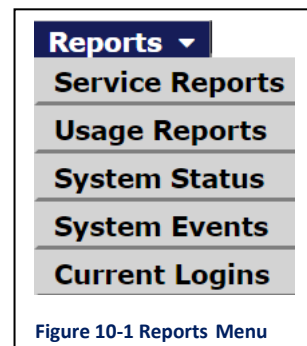 Reports ▾
Service Reports
Usage Reports
System Status
System Events
Current Logins
Figure 10-1 Reports Menu